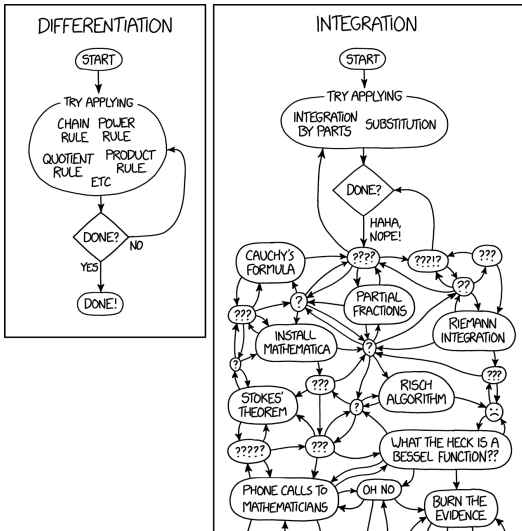 DIFFERENTIATION
START
TRY APPLYING
CHAIN RULE
POWER RULE
QUOTIENT RULE
PRODUCT RULE
ETC
DONE?
NO
YES
DONE!
INTEGRATION
START
TRY APPLYING
INTEGRATION BY PARTS
SUBSTITUTION
DONE?
HAHA,
NOPE!
CAUCHY'S
FORMULA
????
???!?
???
??
???
?
PARTIAL
FRACTIONS
RIEMANN
INTEGRATION
INSTALL
MATHEMATICA
?
?
???
???
STOKES'
THEOREM
?
RISCH
ALGORITHM
?????
???
WHAT THE HECK IS A
BESSEL FUNCTION??
PHONE CALLS TO
MATHEMATICIANS
OH NO
BURN THE
EVIDENCE